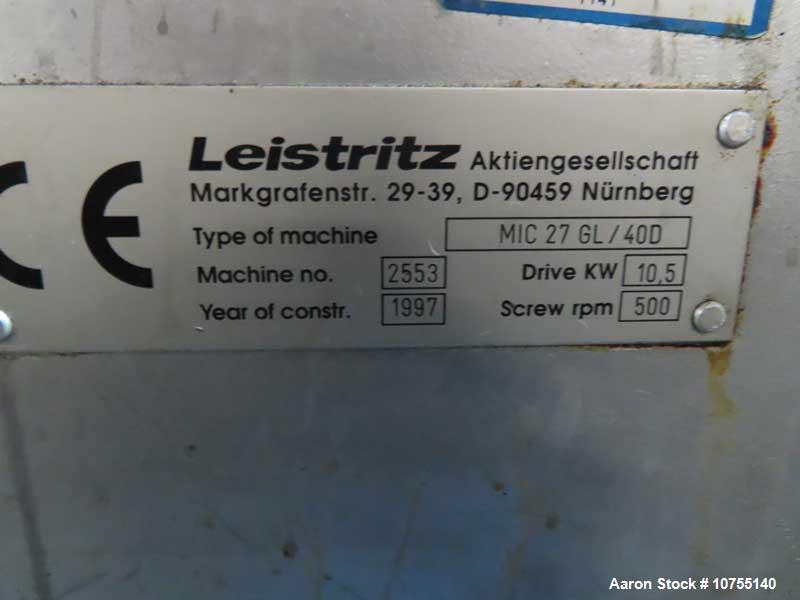 CE
Leistritz Aktiengesellschaft
Markgrafenstr. 29-39, D-90459 Nürnberg
Type of machine MIC 27 GL/40D
Machine no. 2553 Drive KW 10,5
Year of constr. 1997 Screw rpm 500
Aaron Stock # 10755140